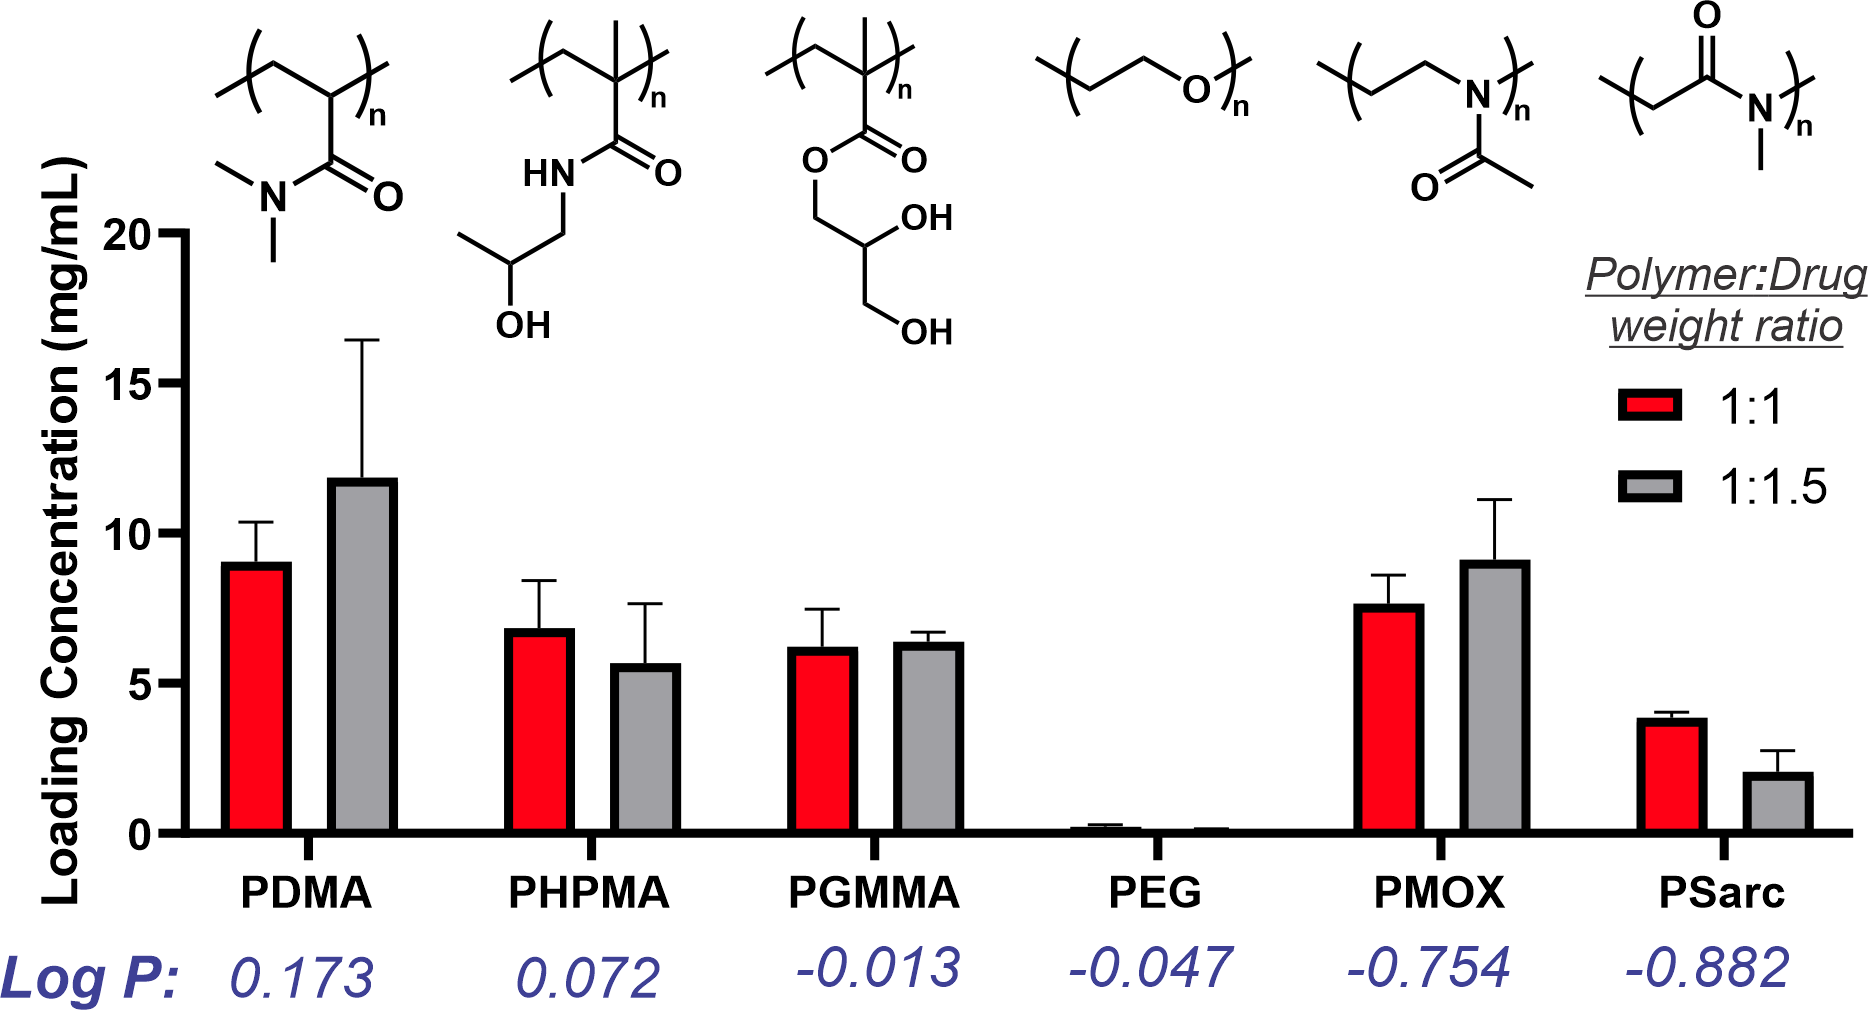 n
n
n
n
n
n
N
O
HN
O
OH
O
O
OH
OH
O
N
O
O
N
Loading Concentration (mg/mL)
20
15
10
5
0
Polymer:Drug
weight ratio
1:1
1:1.5
PDMA PHPMA PGMMA PEG PMOX PSarc
Log P: 0.173 0.072 -0.013 -0.047 -0.754 -0.882